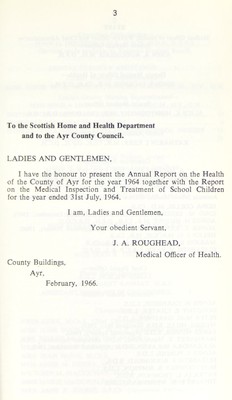 3
To the Scottish Home and Health Department
and to the Ayr County Council.
LADIES AND GENTLEMEN,
I have the honour to present the Annual Report on the Health
of the County of Ayr for the year 1964 together with the Report
on the Medical Inspection and Treatment of School Children
for the year ended 31st July, 1964.
I am, Ladies and Gentlemen,
Your obedient Servant,
J. A. ROUGHEAD,
Medical Officer of Health.
County Buildings,
Ayr.
February, 1966.